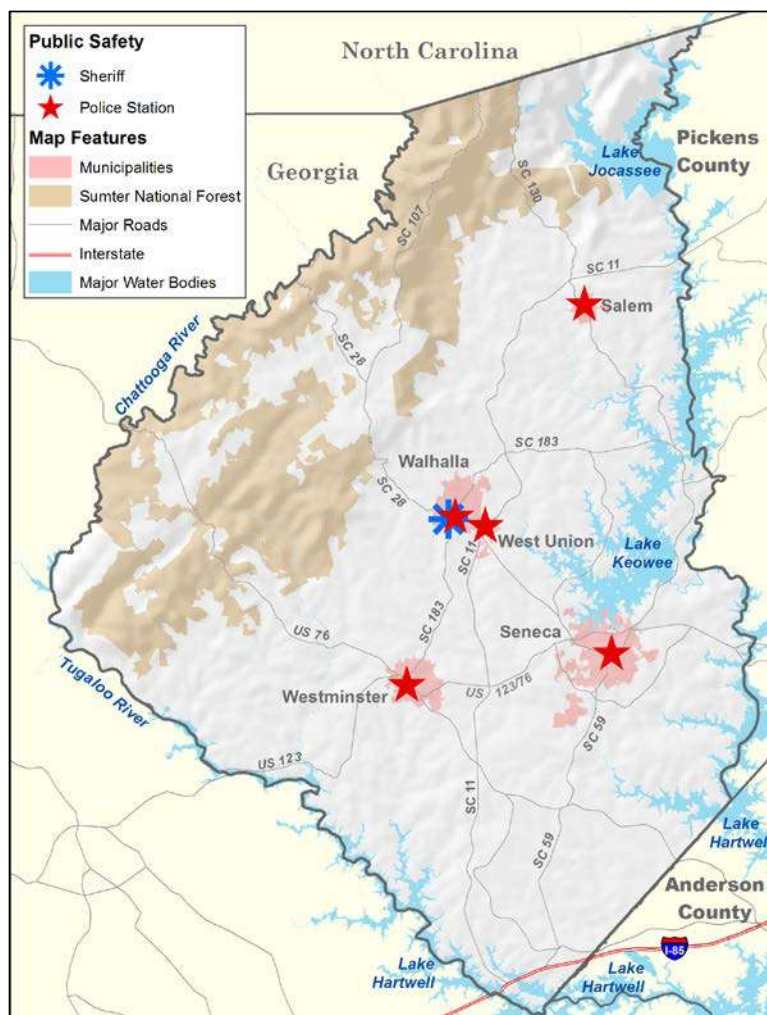 Public Safety
Sheriff
Police Station
Map Features
Municipalities
Sumter National Forest
Major Roads
Interstate
Major Water Bodies
North Carolina
Georgia
Pickens
County
Lake
Jocassee
SC 107
SC 130
SC 11
Salem
Chattooga River
SC 28
SC 183
Walhalla
SC 28
West Union
SC 11
Lake
Keowee
SC 183
US 76
Seneca
Tugaloo River
Westminster
US 123/76
US 123
SC 59
SC 11
SC 59
Lake
Hartwell
Anderson
County
I-85
Lake
Hartwell
Lake
Hartwell